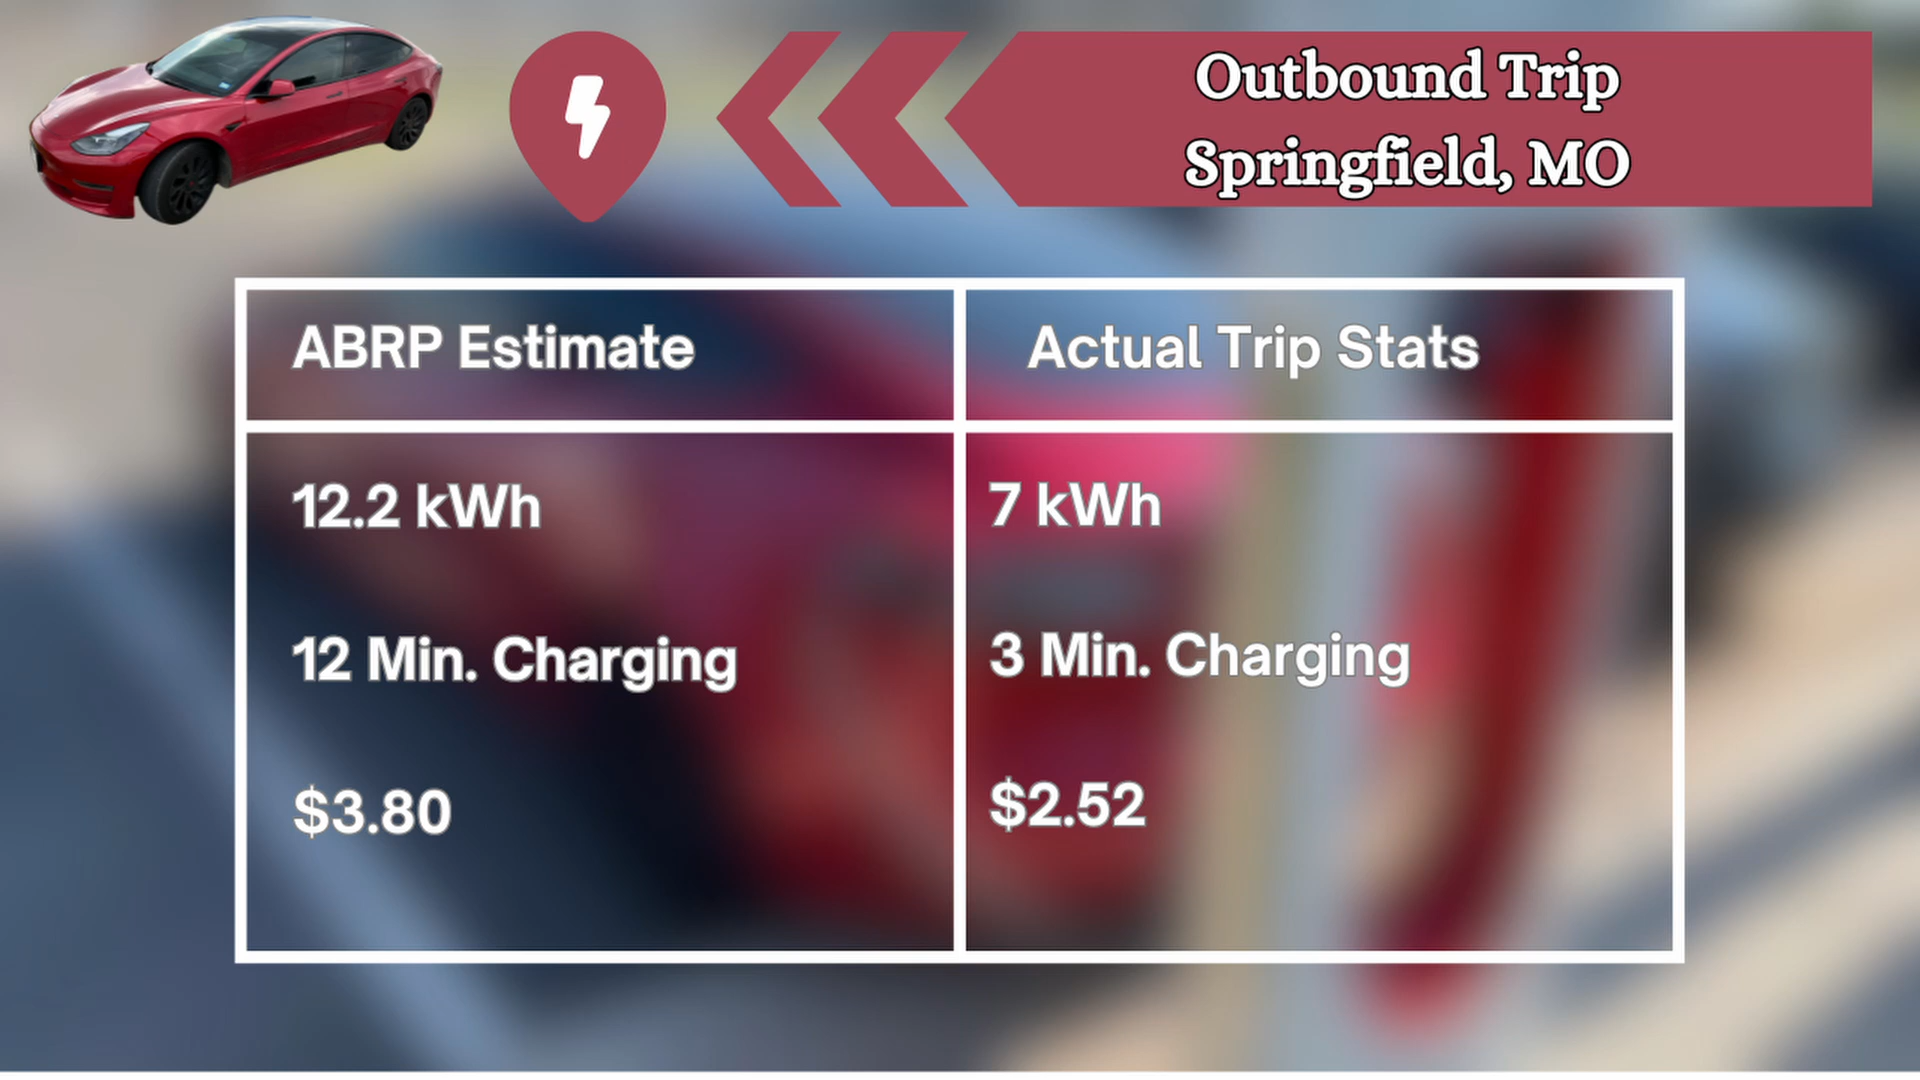 Outbound Trip
Springfield, MO
ABRP Estimate
Actual Trip Stats
12.2 kWh
7 kWh
12 Min. Charging
3 Min. Charging
$3.80
$2.52